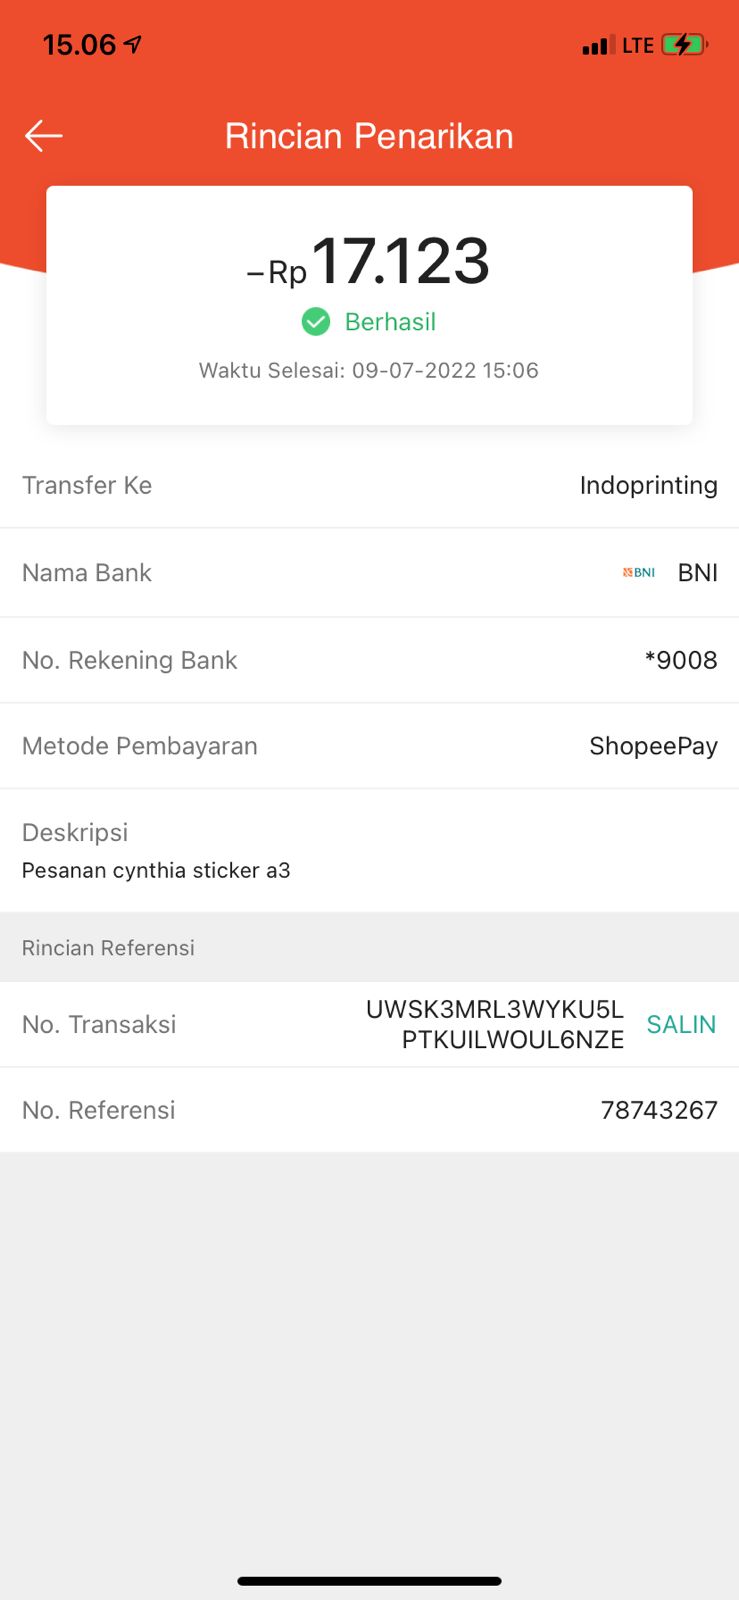 15.06
LTE
Rincian Penarikan
–Rp17.123
Berhasil
Waktu Selesai: 09-07-2022 15:06
Transfer Ke Indoprinting
Nama Bank BNI BNI
No. Rekening Bank *9008
Metode Pembayaran ShopeePay
Deskripsi
Pesanan cynthia sticker a3
Rincian Referensi
No. Transaksi UWSK3MRL3WYKU5L SALIN
PTKUILWOUL6NZE
No. Referensi 78743267